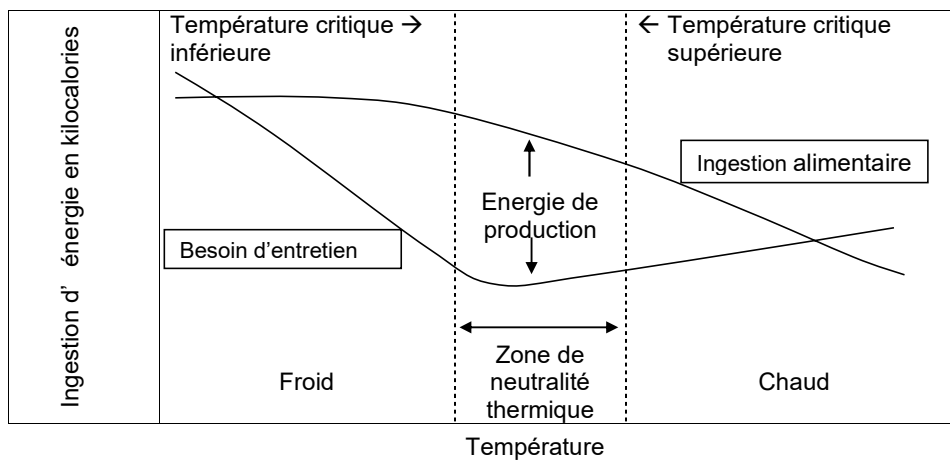 Ingestion d’ énergie en kilocalories
Température critique →
inférieure
← Température critique
supérieure
Ingestion alimentaire
Energie de
production
Besoin d’entretien
Froid
Zone de
neutralité
thermique
Chaud
Température